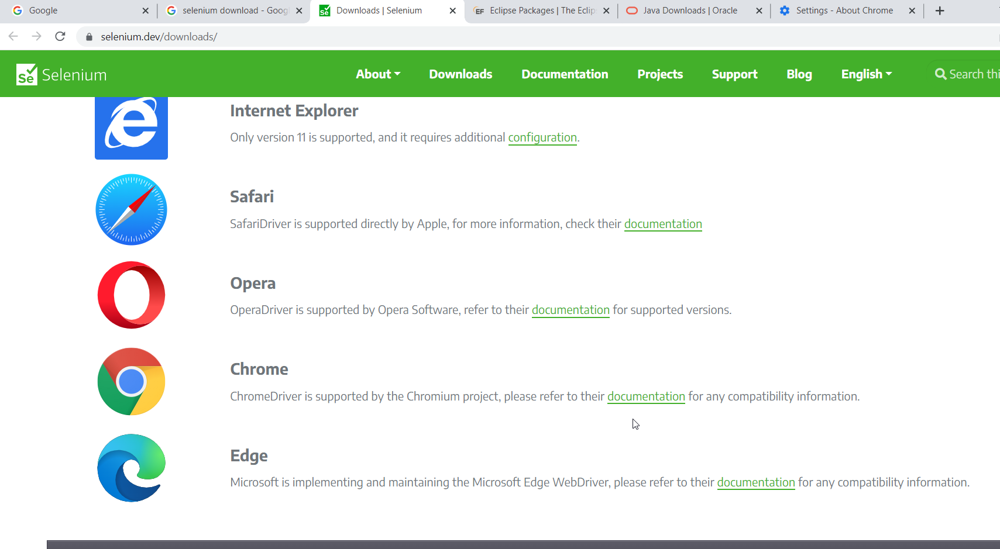 Google
selenium download - Goog
Downloads | Selenium
EF Eclipse Packages | The Eclip
Java Downloads | Oracle
Settings - About Chrome
selenium.dev/downloads/
Se Selenium
About
Downloads
Documentation
Projects
Support
Blog
English
Search thi
Internet Explorer
Only version 11 is supported, and it requires additional configuration.
Safari
SafariDriver is supported directly by Apple, for more information, check their documentation
Opera
OperaDriver is supported by Opera Software, refer to their documentation for supported versions.
Chrome
ChromeDriver is supported by the Chromium project, please refer to their documentation for any compatibility information.
Edge
Microsoft is implementing and maintaining the Microsoft Edge WebDriver, please refer to their documentation for any compatibility information.